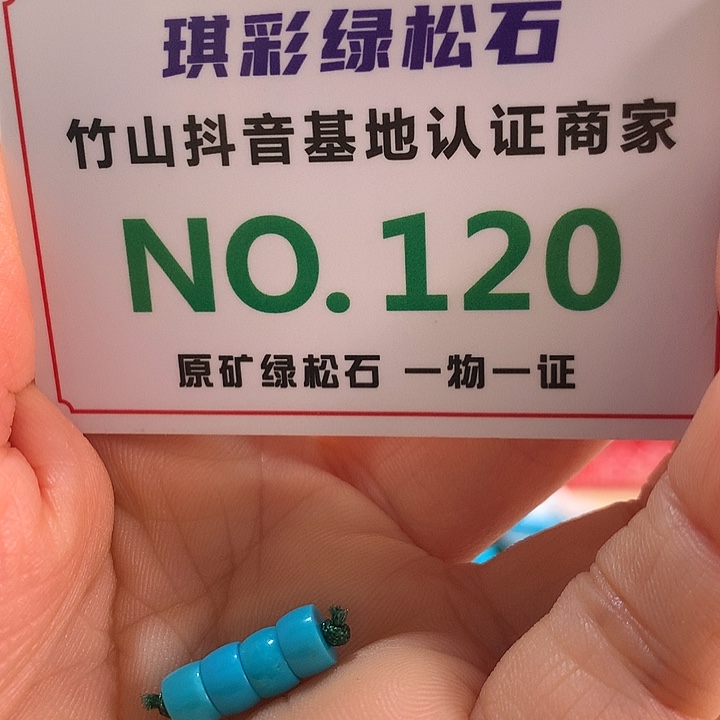 琪彩绿松石
竹山抖音基地认证商家
NO.120
原矿绿松石 一物一证